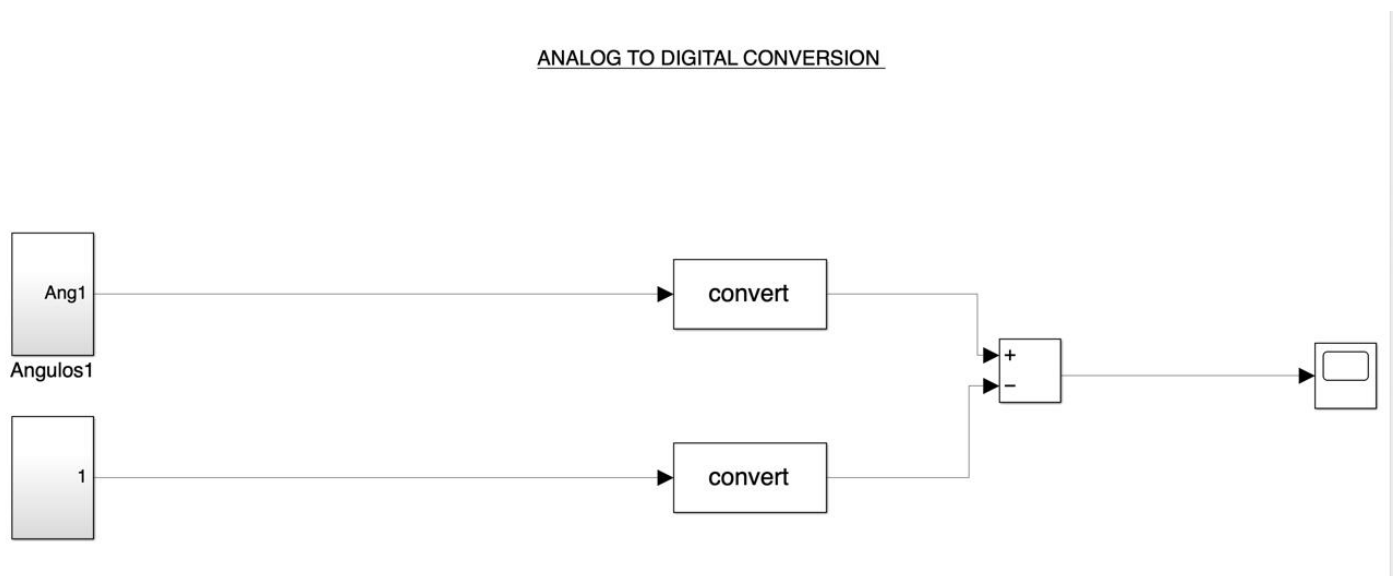 ANALOG TO DIGITAL CONVERSION
Ang1
convert
+
Angulos1
−
1
convert